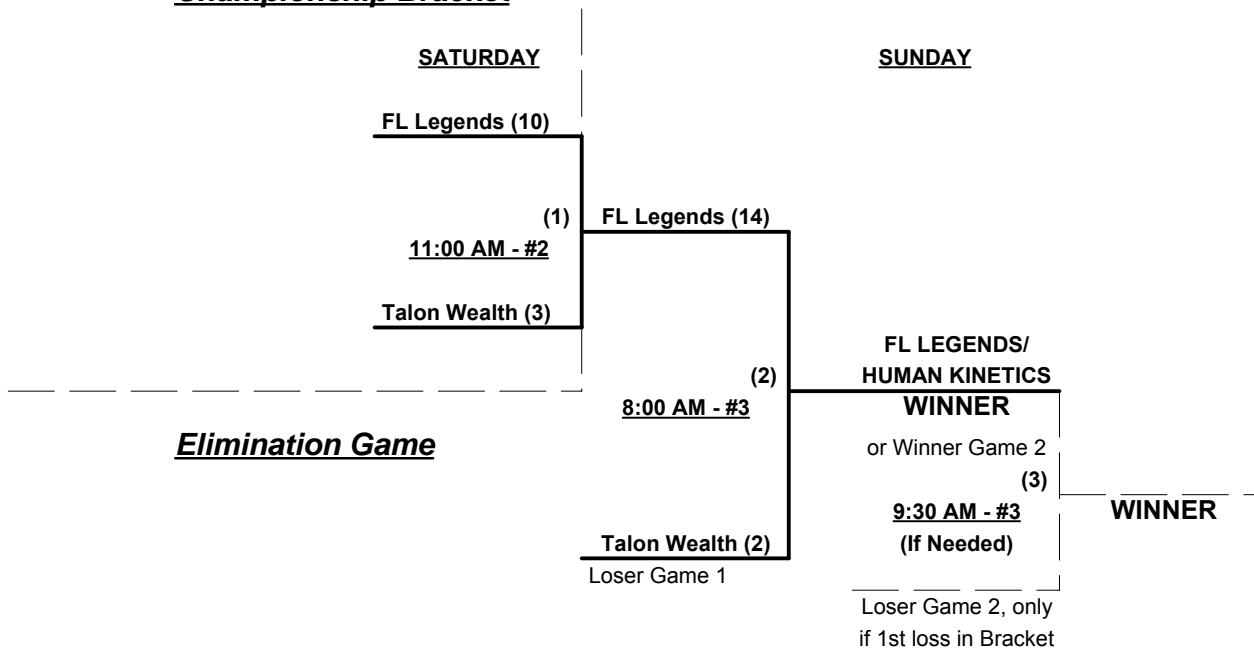 Championship Bracket
SATURDAY
SUNDAY
FL Legends (10)
(1)
FL Legends (14)
11:00 AM - #2
Talon Wealth (3)
FL LEGENDS/
HUMAN KINETICS
(2)
WINNER
8:00 AM - #3
Elimination Game
or Winner Game 2
(3)
9:30 AM - #3
WINNER
(If Needed)
Talon Wealth (2)
Loser Game 1
Loser Game 2, only
if 1st loss in Bracket